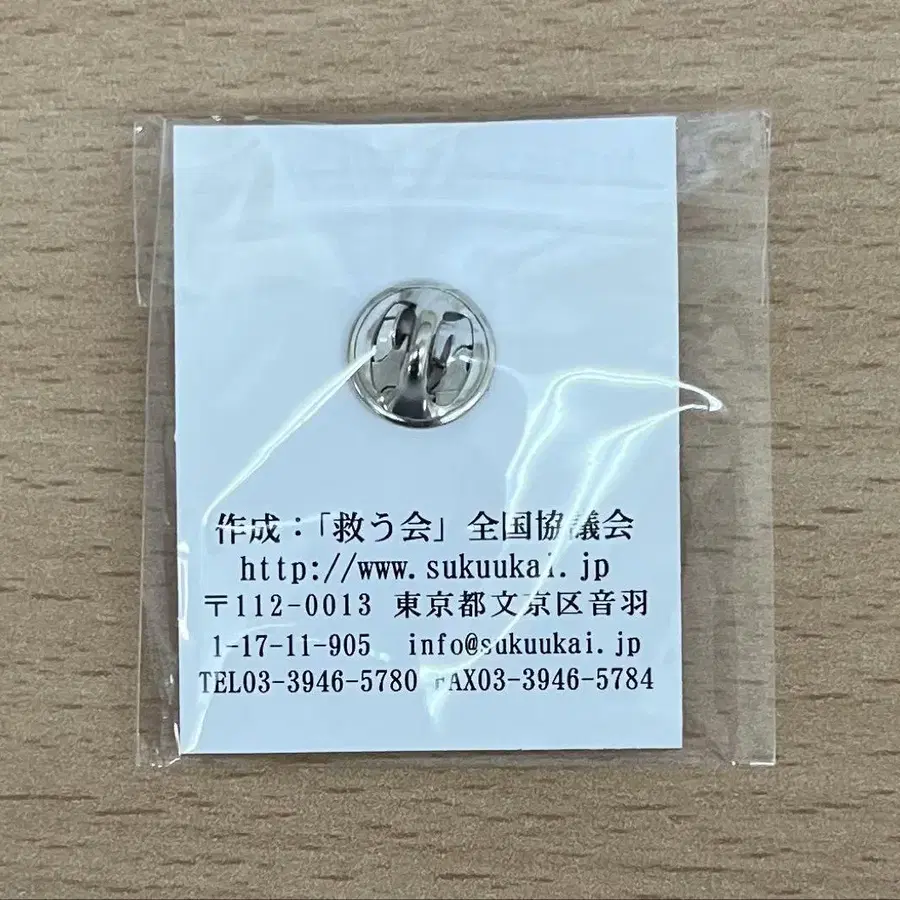 作成：「救う会」全国協議会
http://www.sukuukai.jp
〒112-0013 東京都文京区音羽
1-17-11-905 info@sukuukai.jp
TEL03-3946-5780 FAX03-3946-5784